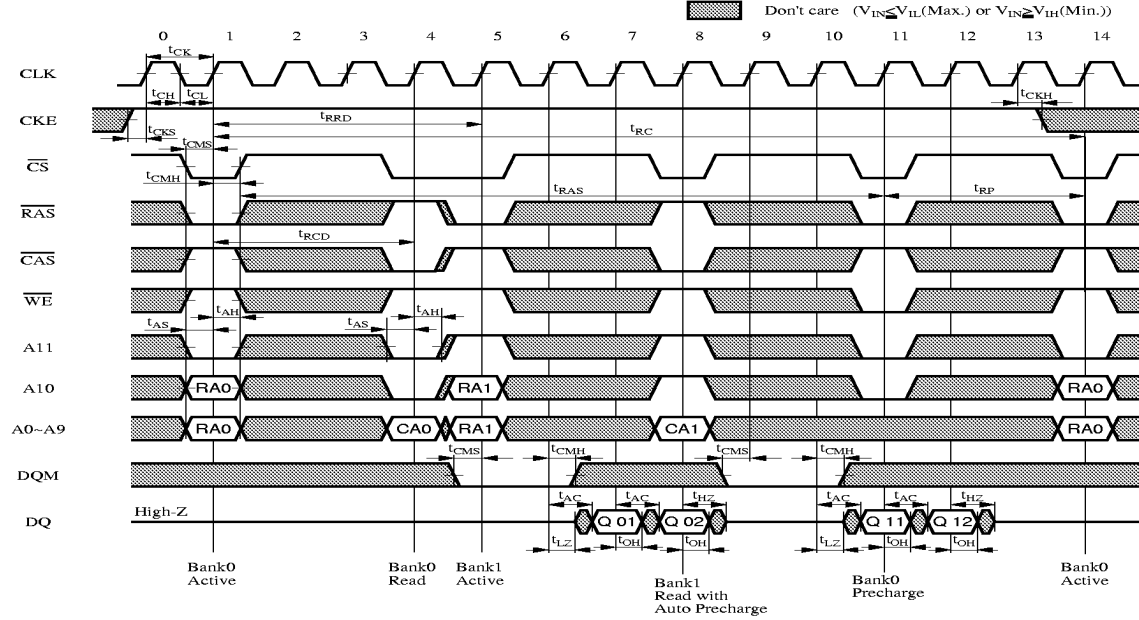 Don't care (VIN≤VIL(Max.) or VIN≥VIH(Min.))
0 1 2 3 4 5 6 7 8 9 10 11 12 13 14
tCK
CLK
tCH tCL tCKH
CKE tRRD
tCKS tRC
tCMS
CS
tCMH tRAS tRP
RAS
tRCD
CAS
WE
tAS tAH tAS tAH
A11
A10 RA0 RA1 RA0
A0~A9 RA0 CA0 RA1 CA1 RA0
tCMS tCMH tCMS tCMH
DQM
tAC tAC tHZ tAC tAC tHZ
DQ High-Z Q 01 Q 02 Q 11 Q 12
tLZ tOH tOH tLZ tOH tOH
Bank0 Active
Bank0 Read
Bank1 Active
Bank1 Read with Auto Precharge
Bank0 Precharge
Bank0 Active